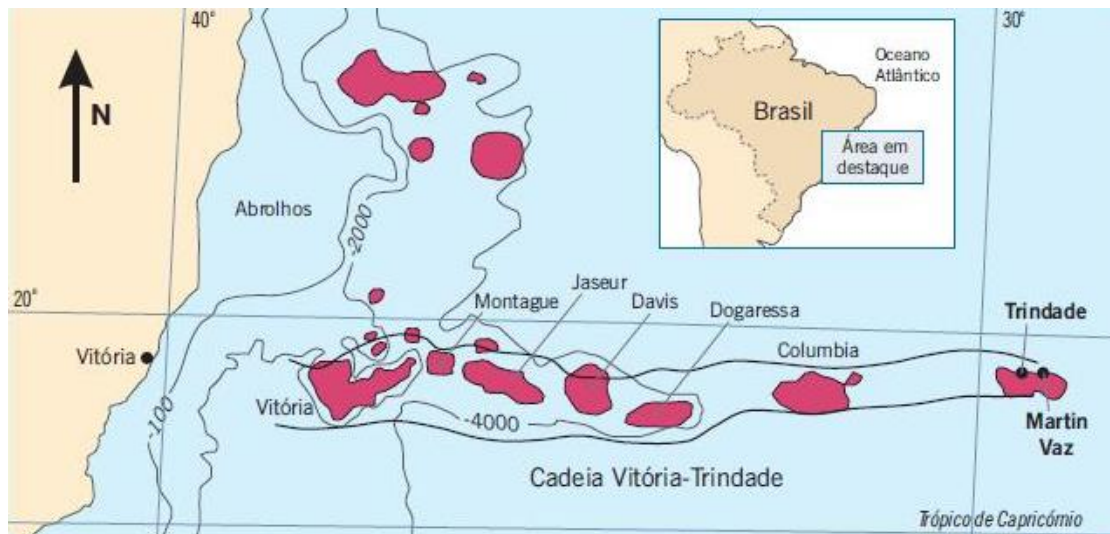 40°
30°
N
Oceano
Atlântico
Brasil
Área em
destaque
Abrolhos
-2000
20°
Jaseur
Montague
Davis
Dogaressa
Trindade
Vitória
Columbia
Vitória
-100
-4000
Martin
Vaz
Cadeia Vitória-Trindade
Trópico de Capricórnio